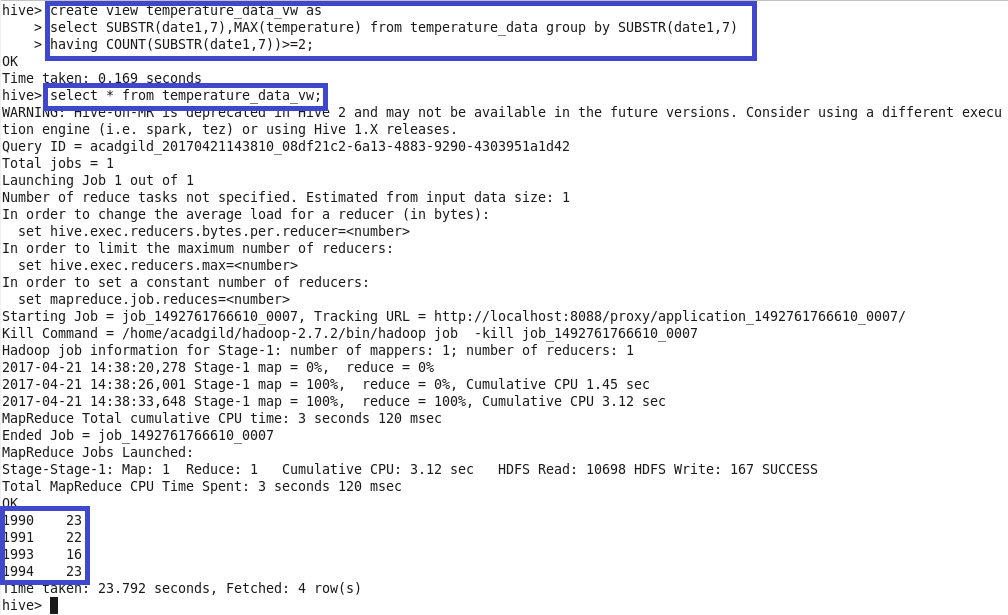 hive> create view temperature_data_vw as
    > select SUBSTR(date1,7),MAX(temperature) from temperature_data group by SUBSTR(date1,7)
    > having COUNT(SUBSTR(date1,7))>=2;
OK
Time taken: 0.169 seconds
hive> select * from temperature_data_vw;
WARNING: Hive-on-MR is deprecated in Hive 2 and may not be available in the future versions. Consider using a different execu
tion engine (i.e. spark, tez) or using Hive 1.X releases.
Query ID = acadgild_20170421143810_08df21c2-6a13-4883-9290-4303951a1d42
Total jobs = 1
Launching Job 1 out of 1
Number of reduce tasks not specified. Estimated from input data size: 1
In order to change the average load for a reducer (in bytes):
  set hive.exec.reducers.bytes.per.reducer=<number>
In order to limit the maximum number of reducers:
  set hive.exec.reducers.max=<number>
In order to set a constant number of reducers:
  set mapreduce.job.reduces=<number>
Starting Job = job_1492761766610_0007, Tracking URL = http://localhost:8088/proxy/application_1492761766610_0007/
Kill Command = /home/acadgild/hadoop-2.7.2/bin/hadoop job  -kill job_1492761766610_0007
Hadoop job information for Stage-1: number of mappers: 1; number of reducers: 1
2017-04-21 14:38:20,278 Stage-1 map = 0%,  reduce = 0%
2017-04-21 14:38:26,001 Stage-1 map = 100%,  reduce = 0%, Cumulative CPU 1.45 sec
2017-04-21 14:38:33,648 Stage-1 map = 100%,  reduce = 100%, Cumulative CPU 3.12 sec
MapReduce Total cumulative CPU time: 3 seconds 120 msec
Ended Job = job_1492761766610_0007
MapReduce Jobs Launched:
Stage-Stage-1: Map: 1  Reduce: 1   Cumulative CPU: 3.12 sec   HDFS Read: 10698 HDFS Write: 167 SUCCESS
Total MapReduce CPU Time Spent: 3 seconds 120 msec
OK
1990    23
1991    22
1993    16
1994    23
Time taken: 23.792 seconds, Fetched: 4 row(s)
hive>